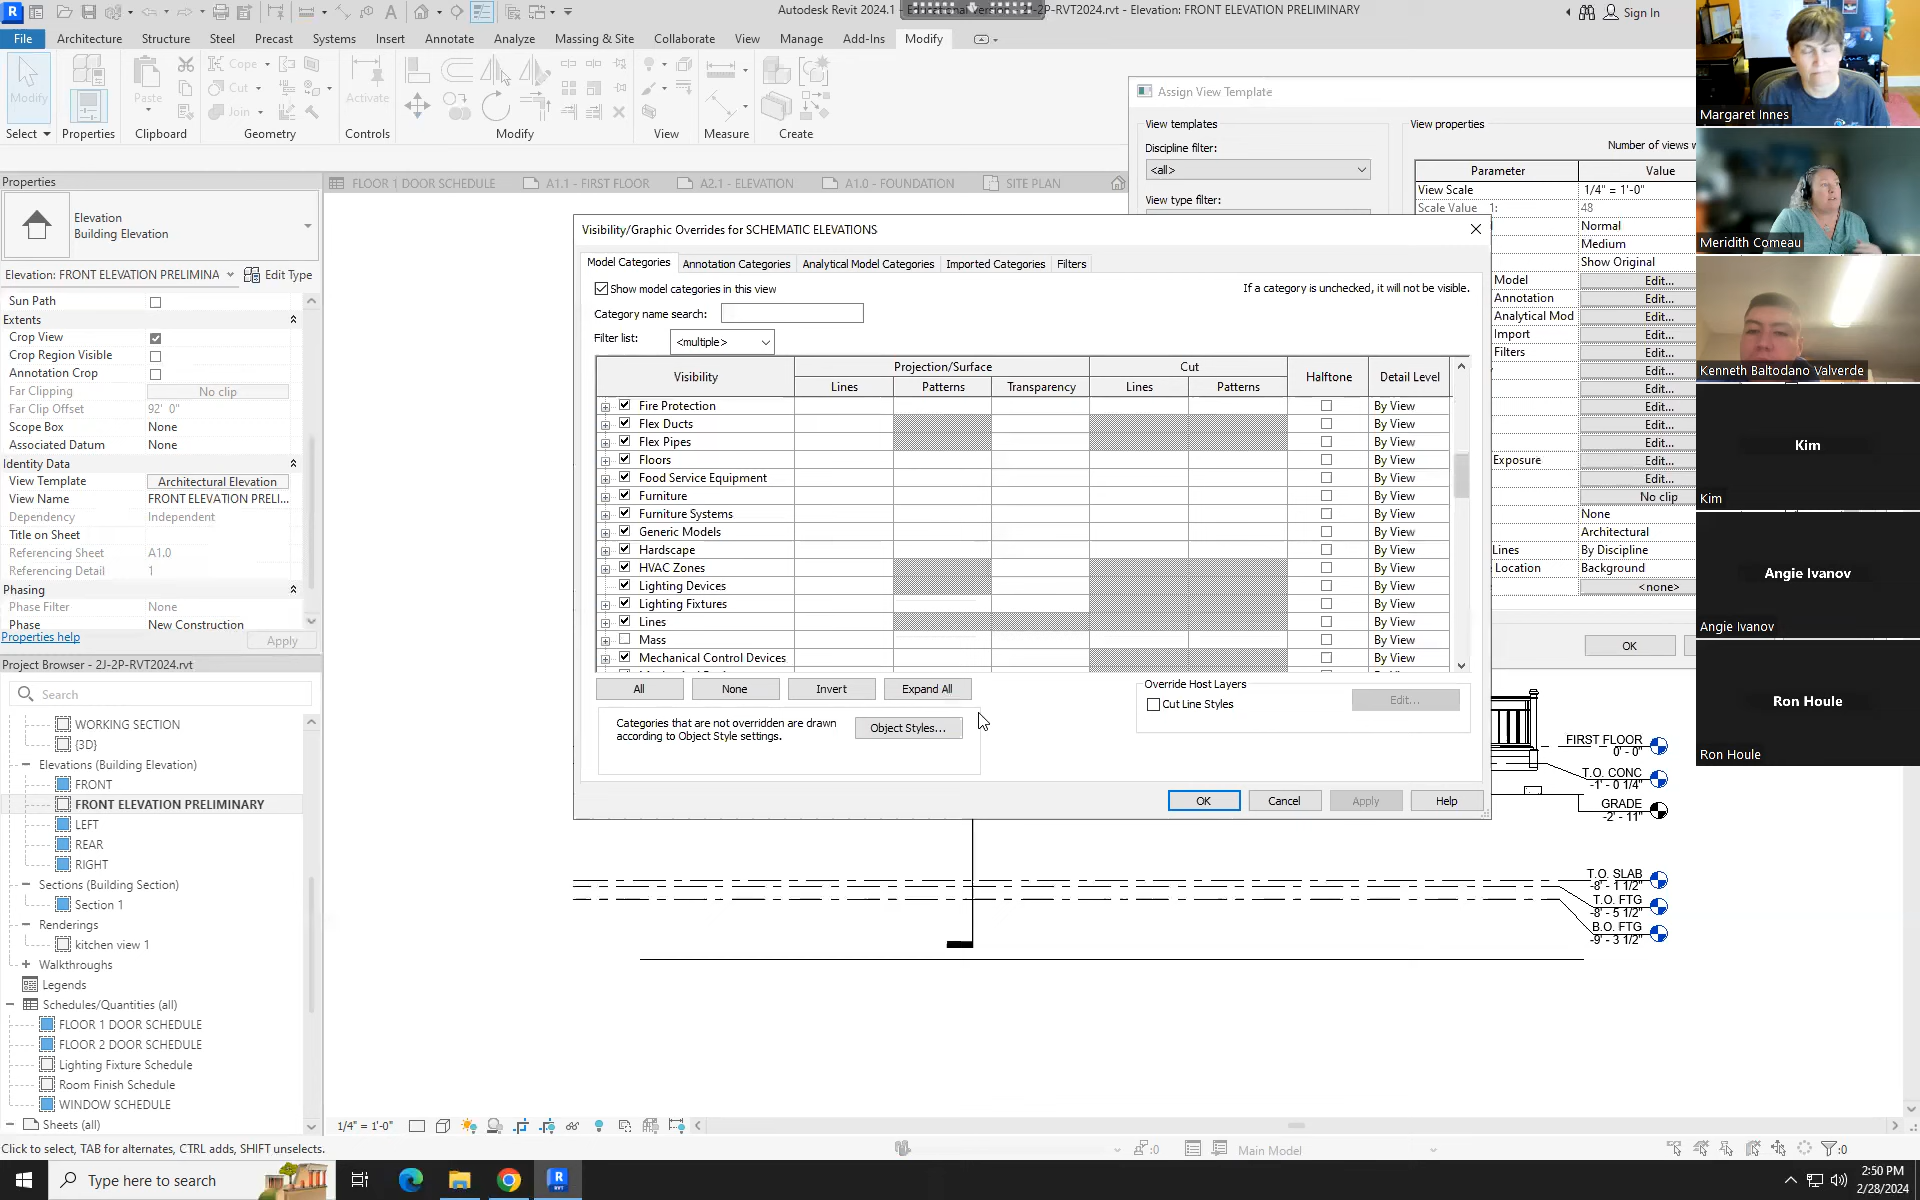 Autodesk Revit 2024.1 -
-2P-RVT2024.rvt - Elevation: FRONT ELEVATION PRELIMINARY
Sign In
File
Architecture
Structure
Steel
Precast
Systems
Insert
Annotate
Analyze
Massing & Site
Collaborate
View
Manage
Add-Ins
Modify
Modify
Paste
Cope
Cut
Join
Activate
Select
Properties
Clipboard
Geometry
Controls
Modify
View
Measure
Create
Properties
Elevation
Building Elevation
Elevation: FRONT ELEVATION PRELIMINA
Edit Type
Sun Path
Extents
Crop View
Crop Region Visible
Annotation Crop
Far Clipping
No clip
Far Clip Offset
92' 0"
Scope Box
None
Associated Datum
None
Identity Data
View Template
Architectural Elevation
View Name
FRONT ELEVATION PRELI...
Dependency
Independent
Title on Sheet
Referencing Sheet
A1.0
Referencing Detail
1
Phasing
Phase Filter
None
Phase
New Construction
Properties help
Apply
Project Browser - 2J-2P-RVT2024.rvt
Search
WORKING SECTION
{3D}
Elevations (Building Elevation)
FRONT
FRONT ELEVATION PRELIMINARY
LEFT
REAR
RIGHT
Sections (Building Section)
Section 1
Renderings
kitchen view 1
Walkthroughs
Legends
Schedules/Quantities (all)
FLOOR 1 DOOR SCHEDULE
FLOOR 2 DOOR SCHEDULE
Lighting Fixture Schedule
Room Finish Schedule
WINDOW SCHEDULE
Sheets (all)
FLOOR 1 DOOR SCHEDULE
A1.1 - FIRST FLOOR
A2.1 - ELEVATION
A1.0 - FOUNDATION
SITE PLAN
Assign View Template
View templates
Discipline filter:
<all>
View type filter:
View properties
Number of views w
Parameter
Value
View Scale
1/4" = 1'-0"
Scale Value 1:
48
Normal
Medium
Show Original
Model
Edit...
Annotation
Edit...
Analytical Mod
Edit...
Import
Edit...
Filters
Edit...
Edit...
Edit...
Edit...
Edit...
Edit...
Exposure
Edit...
Edit...
No clip
None
Architectural
Lines
By Discipline
Location
Background
<none>
OK
Visibility/Graphic Overrides for SCHEMATIC ELEVATIONS
Model Categories
Annotation Categories
Analytical Model Categories
Imported Categories
Filters
Show model categories in this view
If a category is unchecked, it will not be visible.
Category name search:
Filter list:
<multiple>
Visibility
Projection/Surface
Cut
Halftone
Detail Level
Lines
Patterns
Transparency
Lines
Patterns
Fire Protection
By View
Flex Ducts
By View
Flex Pipes
By View
Floors
By View
Food Service Equipment
By View
Furniture
By View
Furniture Systems
By View
Generic Models
By View
Hardscape
By View
HVAC Zones
By View
Lighting Devices
By View
Lighting Fixtures
By View
Lines
By View
Mass
By View
Mechanical Control Devices
By View
All
None
Invert
Expand All
Override Host Layers
Cut Line Styles
Edit...
Categories that are not overridden are drawn
according to Object Style settings.
Object Styles...
OK
Cancel
Apply
Help
FIRST FLOOR
0' - 0"
T.O. CONC
-1' - 0 1/4"
GRADE
-2' - 11"
T.O. SLAB
-8' - 1 1/2"
T.O. FTG
-8' - 5 1/2"
B.O. FTG
-9' - 3 1/2"
1/4" = 1'-0"
Click to select, TAB for alternates, CTRL adds, SHIFT unselects.
:0
Main Model
:0
Type here to search
2:50 PM
2/28/2024
Margaret Innes
Meridith Comeau
Kenneth Baltodano Valverde
Kim
Kim
Angie Ivanov
Angie Ivanov
Ron Houle
Ron Houle